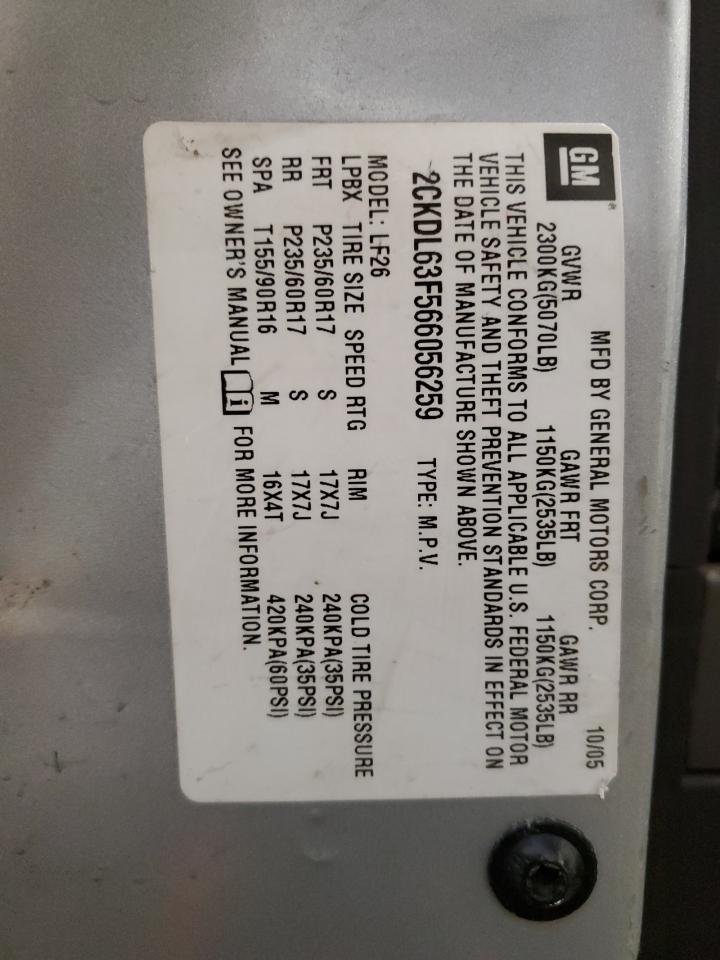 GM®
MFD BY GENERAL MOTORS CORP. 10/05
GVWR GAWR FRT GAWR RR
2300KG(5070LB) 1150KG(2535LB) 1150KG(2535LB)
THIS VEHICLE CONFORMS TO ALL APPLICABLE U.S. FEDERAL MOTOR
VEHICLE SAFETY AND THEFT PREVENTION STANDARDS IN EFFECT ON
THE DATE OF MANUFACTURE SHOWN ABOVE.
2CKDL63F566056259 TYPE: M.P.V.
MODEL: LF26
LPBX TIRE SIZE SPEED RTG RIM COLD TIRE PRESSURE
FRT P235/60R17 S 17X7J 240KPA(35PSI)
RR P235/60R17 S 17X7J 240KPA(35PSI)
SPA T155/90R16 M 16X4T 420KPA(60PSI)
SEE OWNER'S MANUAL i FOR MORE INFORMATION.